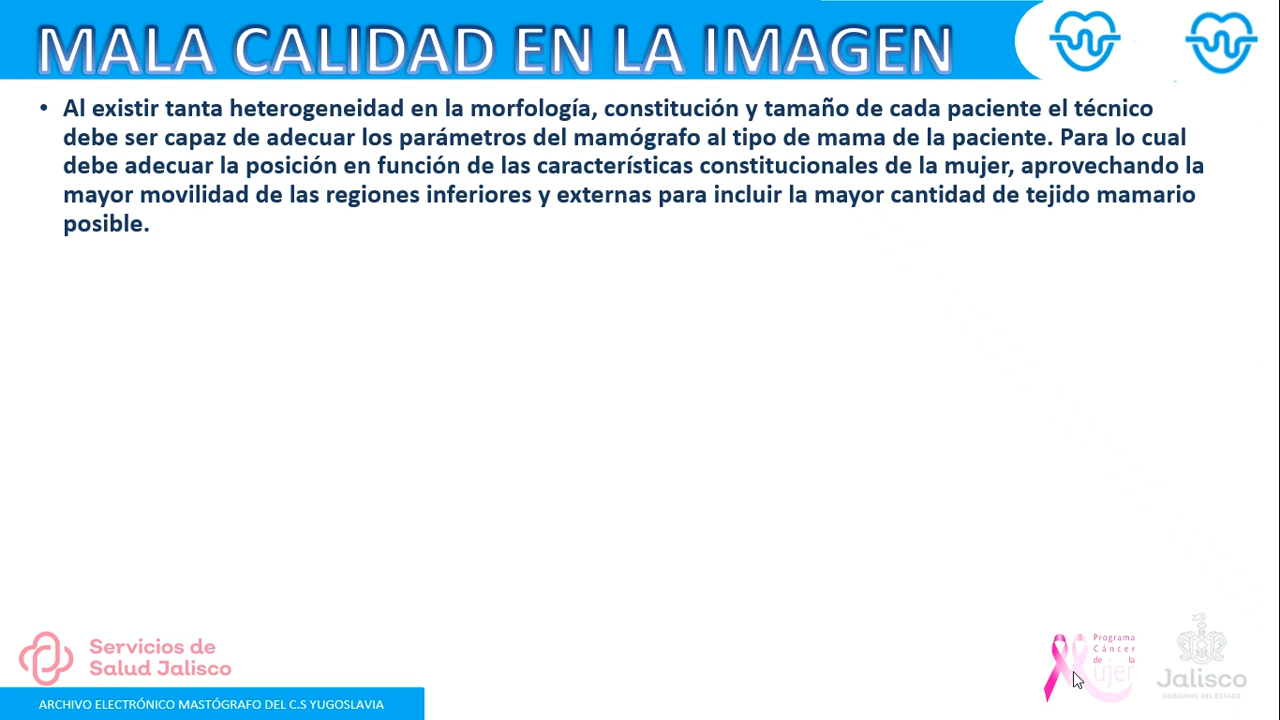 MALA CALIDAD EN LA IMAGEN
• Al existir tanta heterogeneidad en la morfología, constitución y tamaño de cada paciente el técnico
debe ser capaz de adecuar los parámetros del mamógrafo al tipo de mama de la paciente. Para lo cual
debe adecuar la posición en función de las características constitucionales de la mujer, aprovechando la
mayor movilidad de las regiones inferiores y externas para incluir la mayor cantidad de tejido mamario
posible.
Servicios de
Salud Jalisco
Programa
Cáncer
de la
Mujer
Jalisco
GOBIERNO DEL ESTADO
ARCHIVO ELECTRÓNICO MASTÓGRAFO DEL C.S YUGOSLAVIA